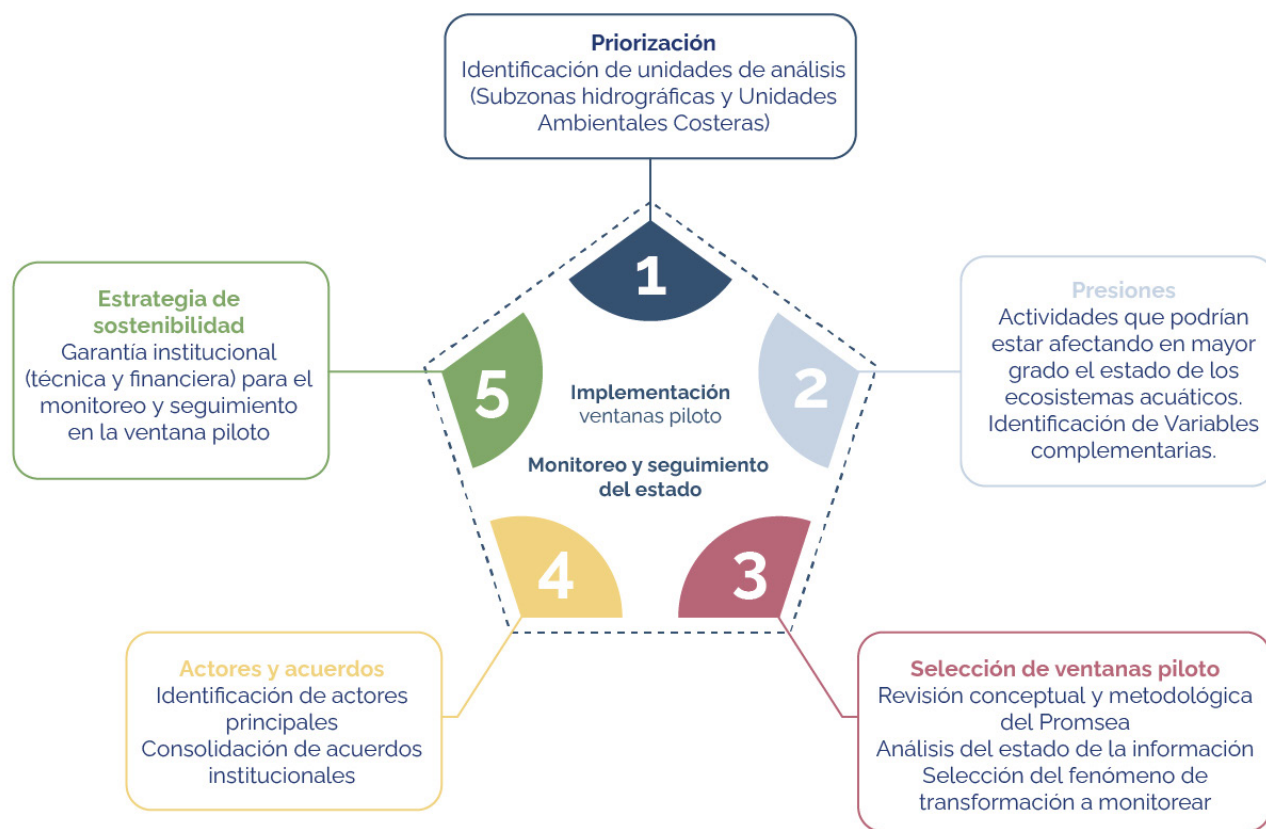 Priorización
Identificación de unidades de análisis
(Subzonas hidrográficas y Unidades
Ambientales Costeras)
1
Presiones
Actividades que podrían
estar afectando en mayor
grado el estado de los
ecosistemas acuáticos.
Identificación de Variables
complementarias.
2
Selección de ventanas piloto
Revisión conceptual y metodológica
del Promsea
Análisis del estado de la información
Selección del fenómeno de
transformación a monitorear
3
Actores y acuerdos
Identificación de actores
principales
Consolidación de acuerdos
institucionales
4
Estrategia de
sostenibilidad
Garantía institucional
(técnica y financiera) para el
monitoreo y seguimiento
en la ventana piloto
5
Implementación
ventanas piloto
Monitoreo y seguimiento
del estado